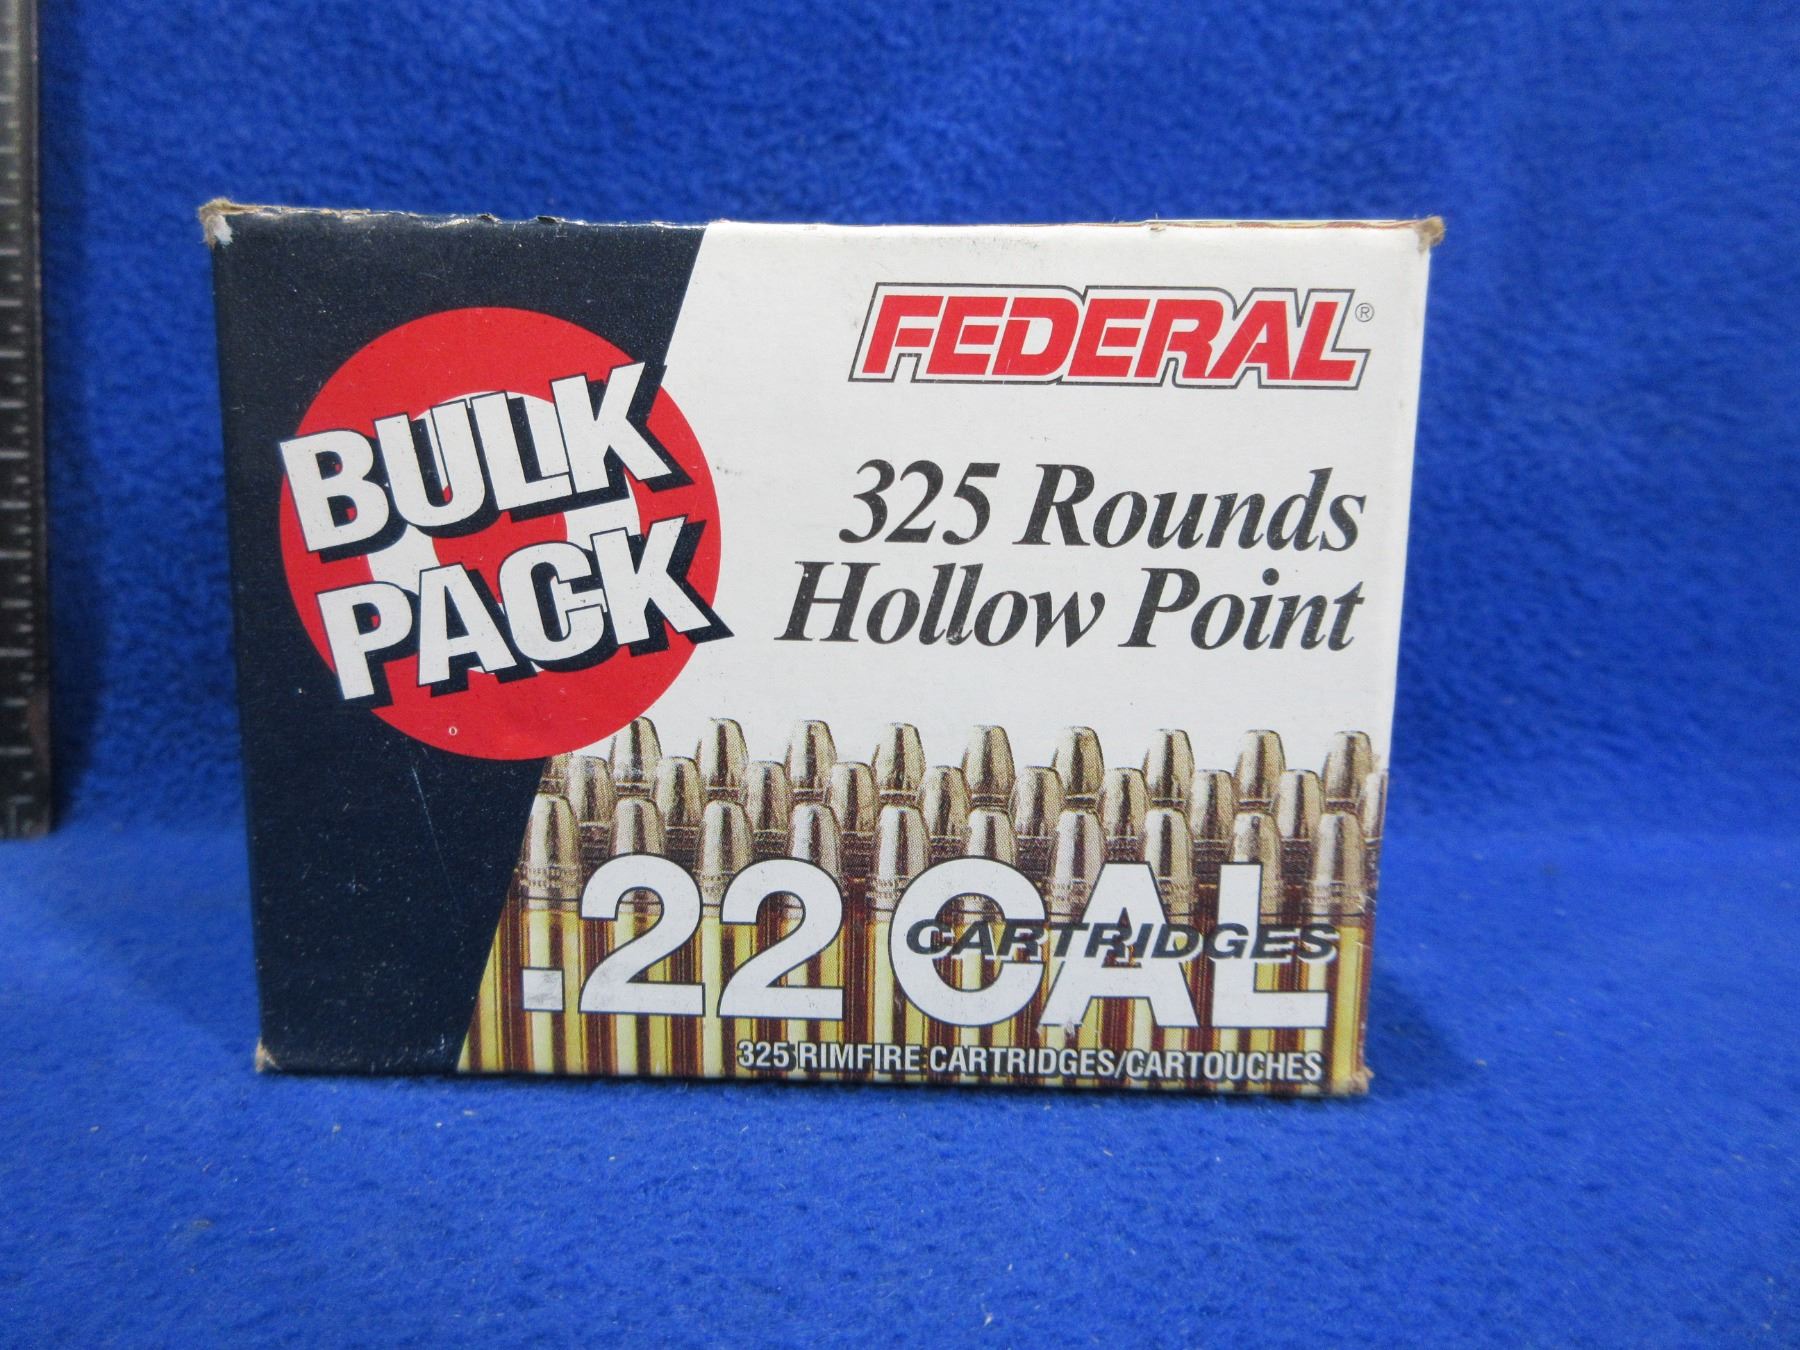 BULK
PACK
FEDERAL®
325 Rounds
Hollow Point
.22 CAL
CARTRIDGES
325 RIMFIRE CARTRIDGES/CARTOUCHES